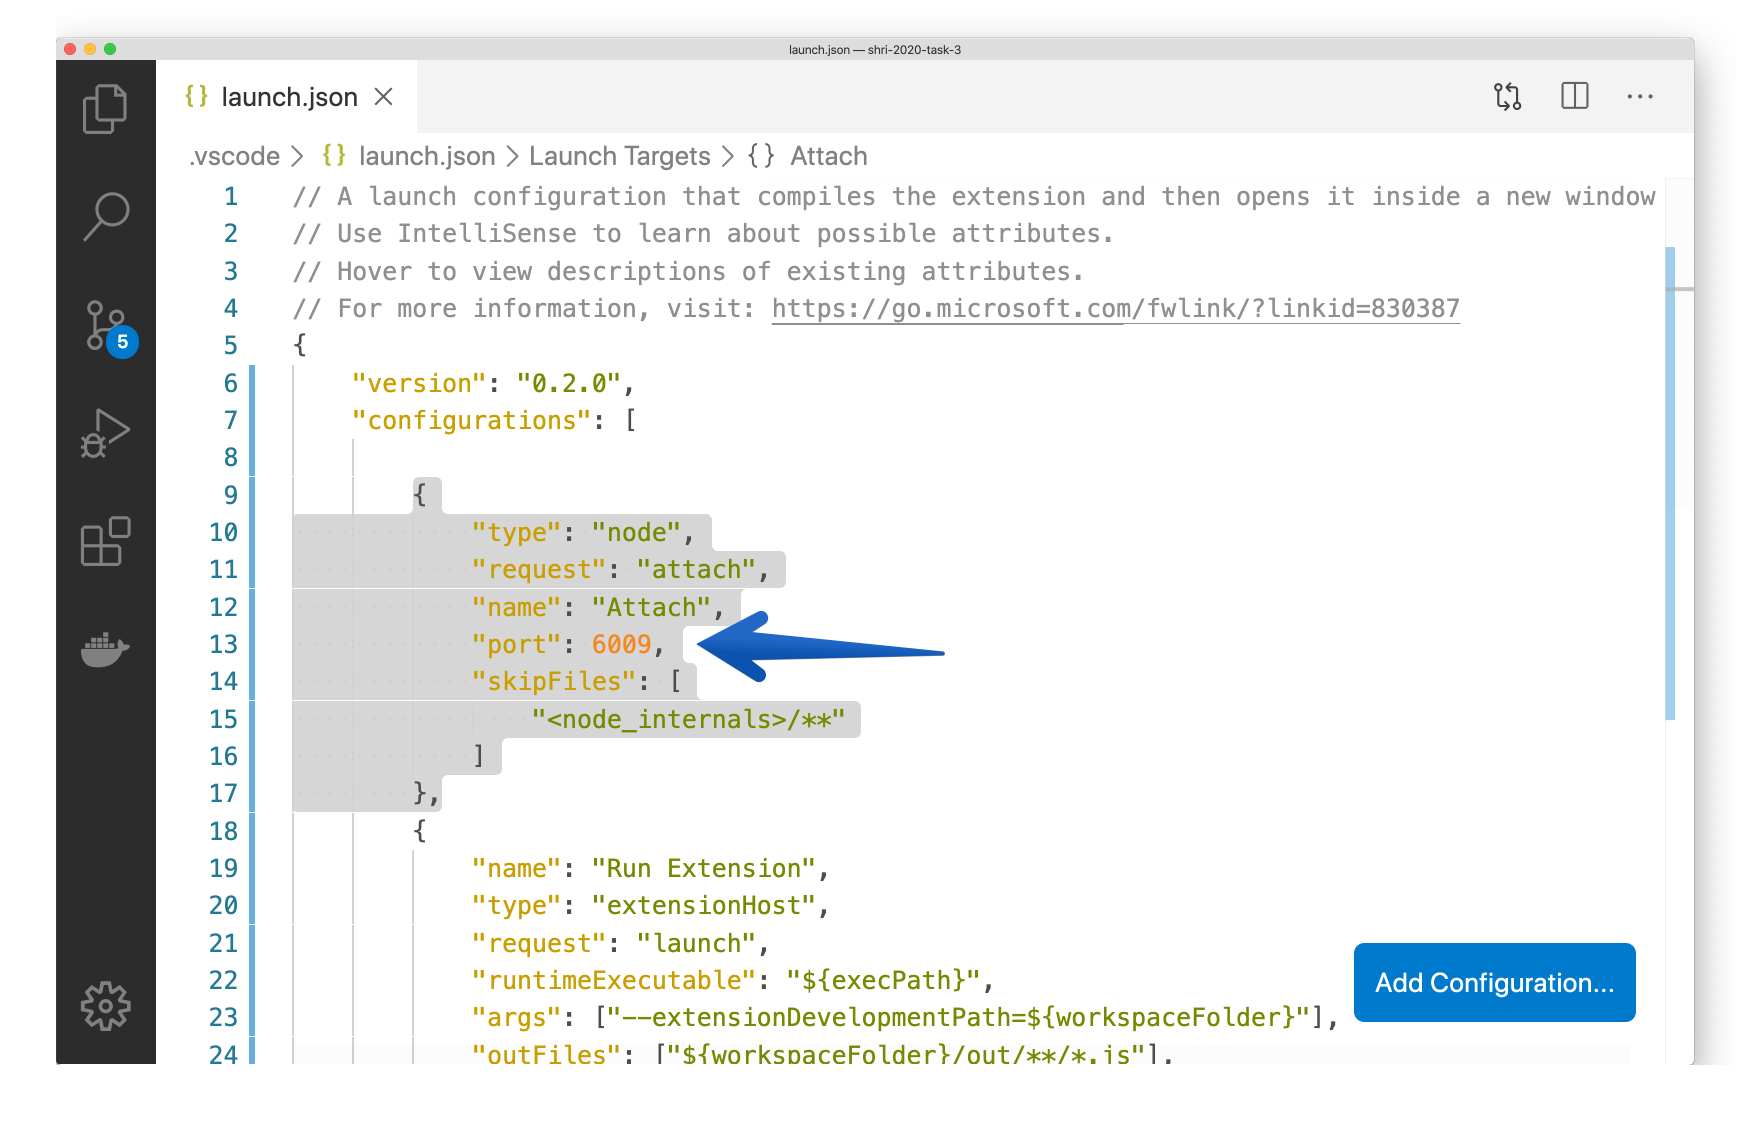 launch.json — shri-2020-task-3
{} launch.json
.vscode > {} launch.json > Launch Targets > {} Attach
1 // A launch configuration that compiles the extension and then opens it inside a new window
2 // Use IntelliSense to learn about possible attributes.
3 // Hover to view descriptions of existing attributes.
4 // For more information, visit: https://go.microsoft.com/fwlink/?linkid=830387
5 {
6 "version": "0.2.0",
7 "configurations": [
8
9 {
10 "type": "node",
11 "request": "attach",
12 "name": "Attach",
13 "port": 6009,
14 "skipFiles": [
15 "<node_internals>/**"
16 ]
17 },
18 {
19 "name": "Run Extension",
20 "type": "extensionHost",
21 "request": "launch",
22 "runtimeExecutable": "${execPath}",
23 "args": ["--extensionDevelopmentPath=${workspaceFolder}"],
24 "outFiles": ["${workspaceFolder}/out/**/*.js"],
5
Add Configuration...